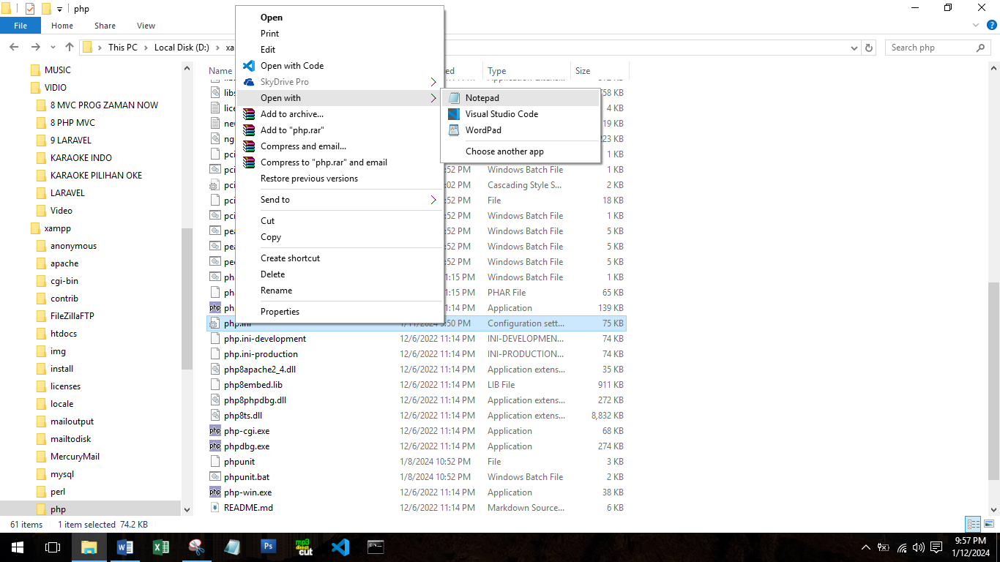 php
File Home Share View
This PC Local Disk (D:) xa
Search php
MUSIC
VIDIO
8 MVC PROG ZAMAN NOW
8 PHP MVC
9 LARAVEL
KARAOKE INDO
KARAOKE PILIHAN OKE
LARAVEL
Video
xampp
anonymous
apache
cgi-bin
contrib
FileZillaFTP
htdocs
img
install
licenses
locale
mailoutput
mailtodisk
MercuryMail
mysql
perl
php
Open
Print
Edit
Open with Code
SkyDrive Pro
Open with
Add to archive...
Add to "php.rar"
Compress and email...
Compress to "php.rar" and email
Restore previous versions
Send to
Cut
Copy
Create shortcut
Delete
Rename
Properties
Notepad
Visual Studio Code
WordPad
Choose another app
Name ed Type Size
libs 758 KB
lice 4 KB
nev 19 KB
ng 223 KB
pci 1 KB
pci :52 PM Windows Batch File 1 KB
pci :02 PM Cascading Style S... 2 KB
pci :52 PM File 18 KB
pci :52 PM Windows Batch File 1 KB
pea :52 PM Windows Batch File 5 KB
pea :52 PM Windows Batch File 5 KB
pec :52 PM Windows Batch File 5 KB
pha 1:15 PM Windows Batch File 1 KB
pha 1:15 PM PHAR File 65 KB
php 1:14 PM Application 139 KB
php.ini 1/11/2024 3:50 PM Configuration sett... 75 KB
php.ini-development 12/6/2022 11:14 PM INI-DEVELOPMEN... 74 KB
php.ini-production 12/6/2022 11:14 PM INI-PRODUCTION... 74 KB
php8apache2_4.dll 12/6/2022 11:14 PM Application extens... 35 KB
php8embed.lib 12/6/2022 11:14 PM LIB File 911 KB
php8phpdbg.dll 12/6/2022 11:14 PM Application extens... 272 KB
php8ts.dll 12/6/2022 11:14 PM Application extens... 8,832 KB
php-cgi.exe 12/6/2022 11:14 PM Application 68 KB
phpdbg.exe 12/6/2022 11:14 PM Application 274 KB
phpunit 1/8/2024 10:52 PM File 3 KB
phpunit.bat 1/8/2024 10:52 PM Windows Batch File 2 KB
php-win.exe 12/6/2022 11:14 PM Application 38 KB
README.md 12/6/2022 11:14 PM Markdown Source... 6 KB
61 items 1 item selected 74.2 KB
mp3 direct cut
9:57 PM
1/12/2024